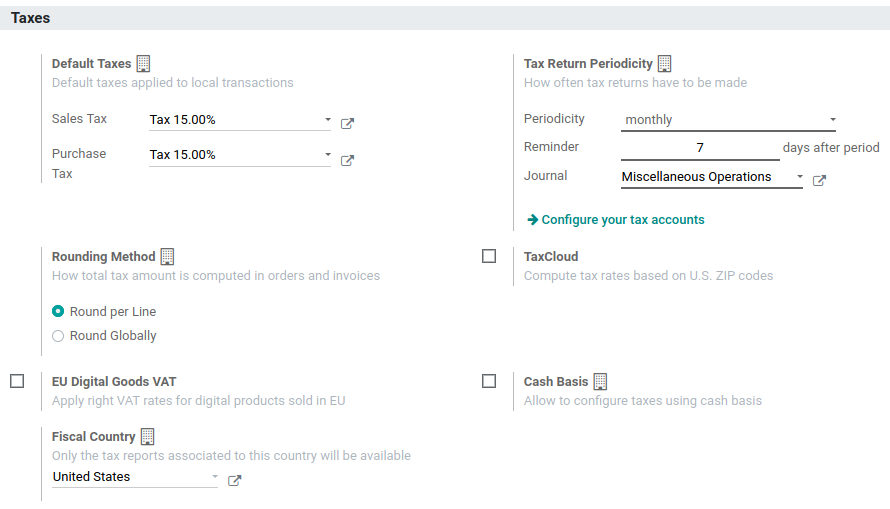 Taxes
Default Taxes
Default taxes applied to local transactions
Sales Tax Tax 15.00%
Purchase Tax Tax 15.00%
Tax Return Periodicity
How often tax returns have to be made
Periodicity monthly
Reminder 7 days after period
Journal Miscellaneous Operations
Configure your tax accounts
Rounding Method
How total tax amount is computed in orders and invoices
Round per Line
Round Globally
TaxCloud
Compute tax rates based on U.S. ZIP codes
EU Digital Goods VAT
Apply right VAT rates for digital products sold in EU
Cash Basis
Allow to configure taxes using cash basis
Fiscal Country
Only the tax reports associated to this country will be available
United States